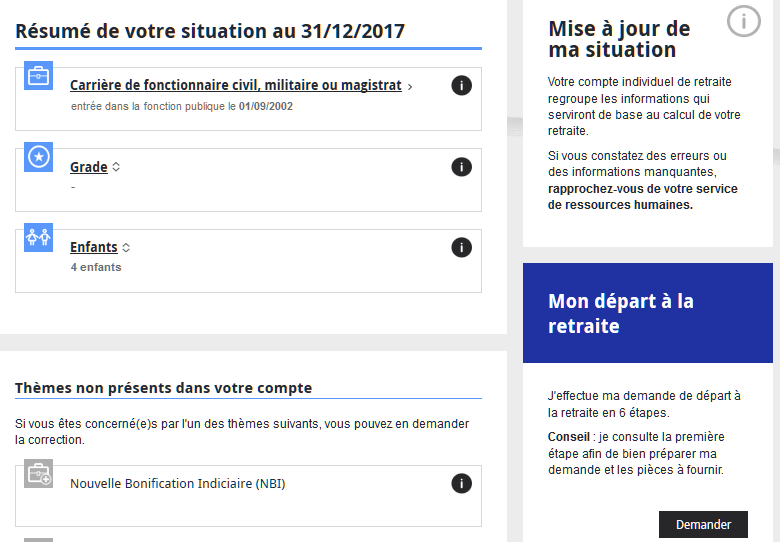 Résumé de votre situation au 31/12/2017
Carrière de fonctionnaire civil, militaire ou magistrat ›
entrée dans la fonction publique le 01/09/2002
Grade
-
Enfants
4 enfants
Thèmes non présents dans votre compte
Si vous êtes concerné(e)s par l'un des thèmes suivants, vous pouvez en demander
la correction.
Nouvelle Bonification Indiciaire (NBI)
Mise à jour de
ma situation
Votre compte individuel de retraite
regroupe les informations qui
serviront de base au calcul de votre
retraite.
Si vous constatez des erreurs ou
des informations manquantes,
rapprochez-vous de votre service
de ressources humaines.
Mon départ à la
retraite
J'effectue ma demande de départ à
la retraite en 6 étapes.
Conseil : je consulte la première
étape afin de bien préparer ma
demande et les pièces à fournir.
Demander